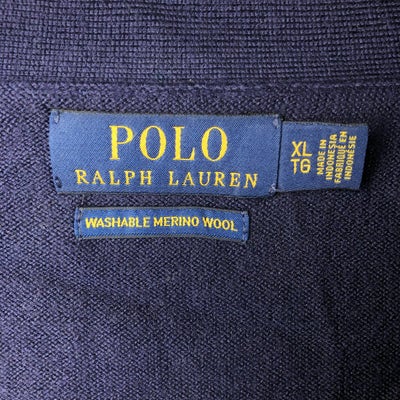 POLO
RALPH LAUREN
XL
TG
MADE IN
INDONESIA
FABRIQUÉ EN
INDONÉSIE
WASHABLE MERINO WOOL